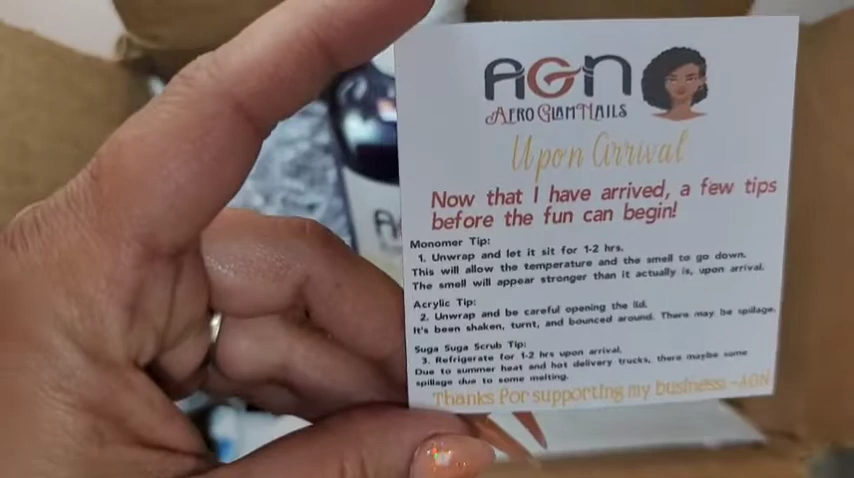 AGN
AFRO GLAM NAILS
Upon Arrival
Now that I have arrived, a few tips
before the fun can begin!
Monomer Tip:
1. Unwrap and let it sit for 1-2 hrs.
This will allow the temperature and the smell to go down.
The smell will appear stronger than it actually is, upon arrival.
Acrylic Tip:
2. Unwrap and be careful opening the lid.
It's been shaken, turnt, and bounced around. There may be spillage.
Suga Suga Scrub Tip:
3. Refrigerate for 1-2 hrs upon arrival.
Due to summer heat and hot delivery trucks, there maybe some
spillage due to some melting.
Thanks for supporting my business -AGN